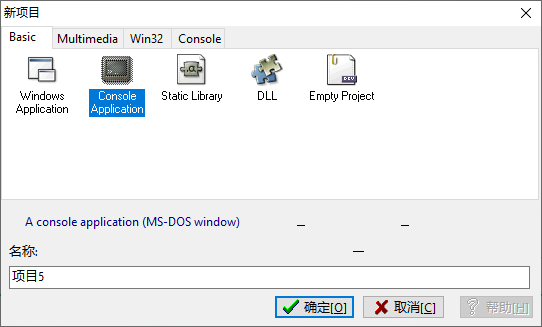 新项目
Basic Multimedia Win32 Console
Windows Application
Console Application
Static Library
DLL
Empty Project
DEV
A console application (MS-DOS window)
名称:
项目5
确定[O] 取消[C] 帮助[H]